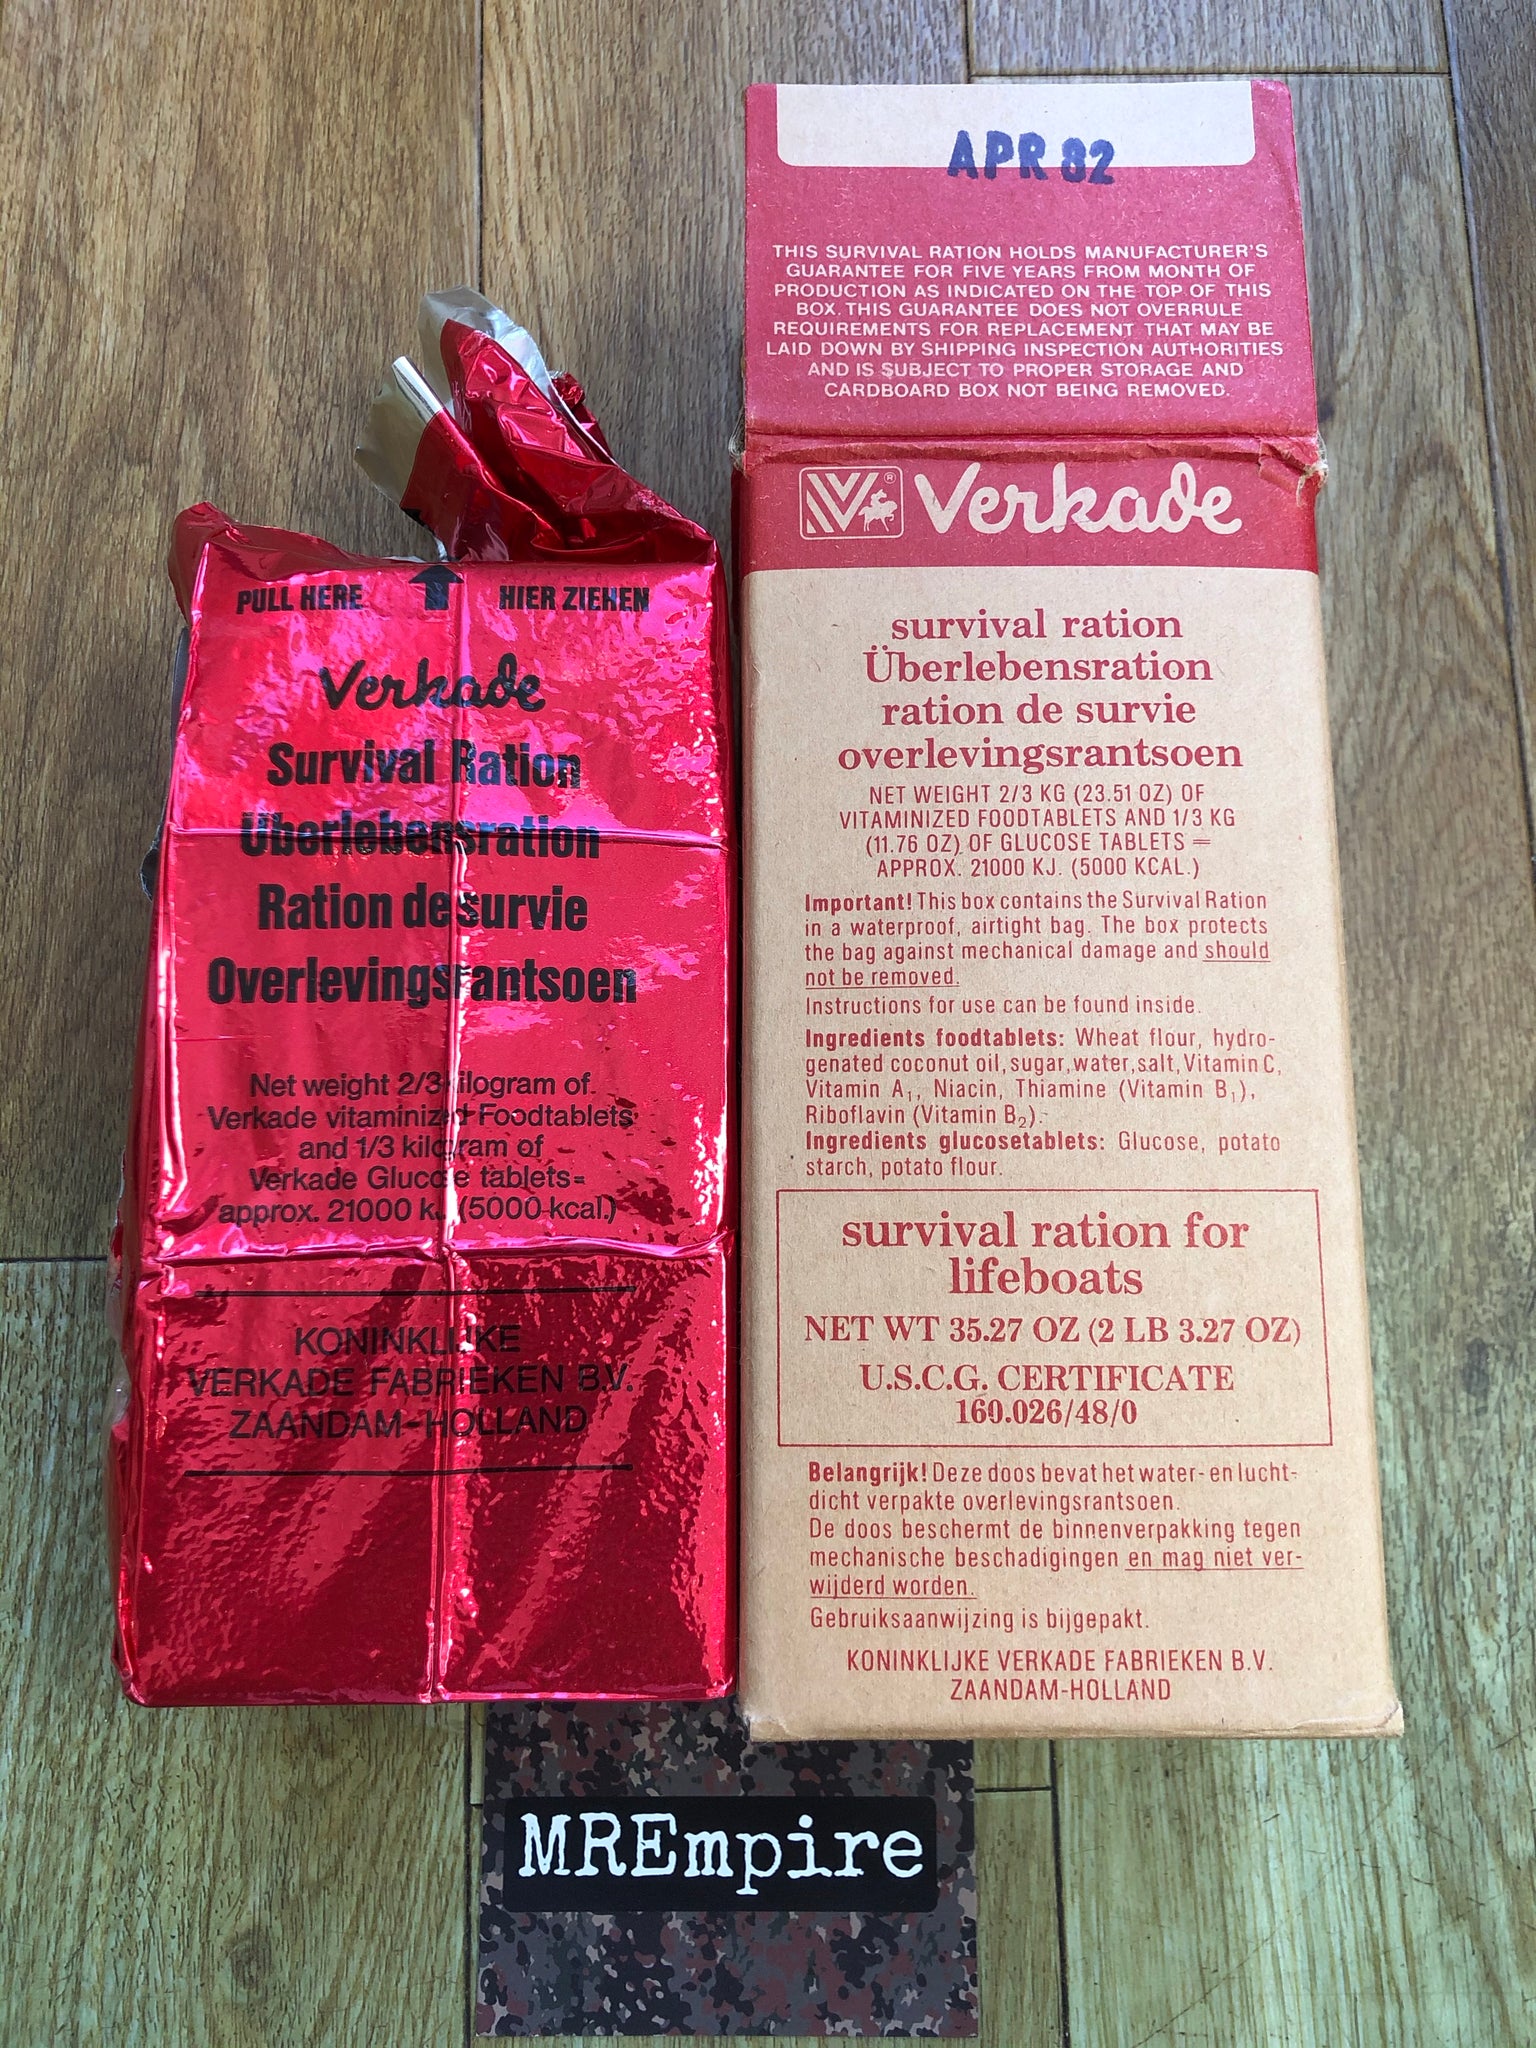 PULL HERE HIER ZIEHEN
Verkade
Survival Ration
Überlebensration
Ration de survie
Overlevingsrantsoen
Net weight 2/3 kilogram of
Verkade vitaminized Foodtablets
and 1/3 kilogram of
Verkade Glucose tablets=
approx. 21000 kJ (5000 kcal.)
KONINKLIJKE
VERKADE FABRIEKEN B.V.
ZAANDAM-HOLLAND
APR 82
THIS SURVIVAL RATION HOLDS MANUFACTURER'S
GUARANTEE FOR FIVE YEARS FROM MONTH OF
PRODUCTION AS INDICATED ON THE TOP OF THIS
BOX. THIS GUARANTEE DOES NOT OVERRULE
REQUIREMENTS FOR REPLACEMENT THAT MAY BE
LAID DOWN BY SHIPPING INSPECTION AUTHORITIES
AND IS SUBJECT TO PROPER STORAGE AND
CARDBOARD BOX NOT BEING REMOVED.
® Verkade
survival ration
Überlebensration
ration de survie
overlevingsrantsoen
NET WEIGHT 2/3 KG (23.51 OZ) OF
VITAMINIZED FOODTABLETS AND 1/3 KG
(11.76 OZ) OF GLUCOSE TABLETS =
APPROX. 21000 KJ. (5000 KCAL.)
Important! This box contains the Survival Ration
in a waterproof, airtight bag. The box protects
the bag against mechanical damage and should
not be removed.
Instructions for use can be found inside.
Ingredients foodtablets: Wheat flour, hydro-
genated coconut oil, sugar, water, salt, Vitamin C,
Vitamin A₁, Niacin, Thiamine (Vitamin B₁),
Riboflavin (Vitamin B₂).
Ingredients glucosetablets: Glucose, potato
starch, potato flour.
survival ration for
lifeboats
NET WT 35.27 OZ (2 LB 3.27 OZ)
U.S.C.G. CERTIFICATE
160.026/48/0
Belangrijk! Deze doos bevat het water- en lucht-
dicht verpakte overlevingsrantsoen.
De doos beschermt de binnenverpakking tegen
mechanische beschadigingen en mag niet ver-
wijderd worden.
Gebruiksaanwijzing is bijgepakt.
KONINKLIJKE VERKADE FABRIEKEN B.V.
ZAANDAM-HOLLAND
MREmpire